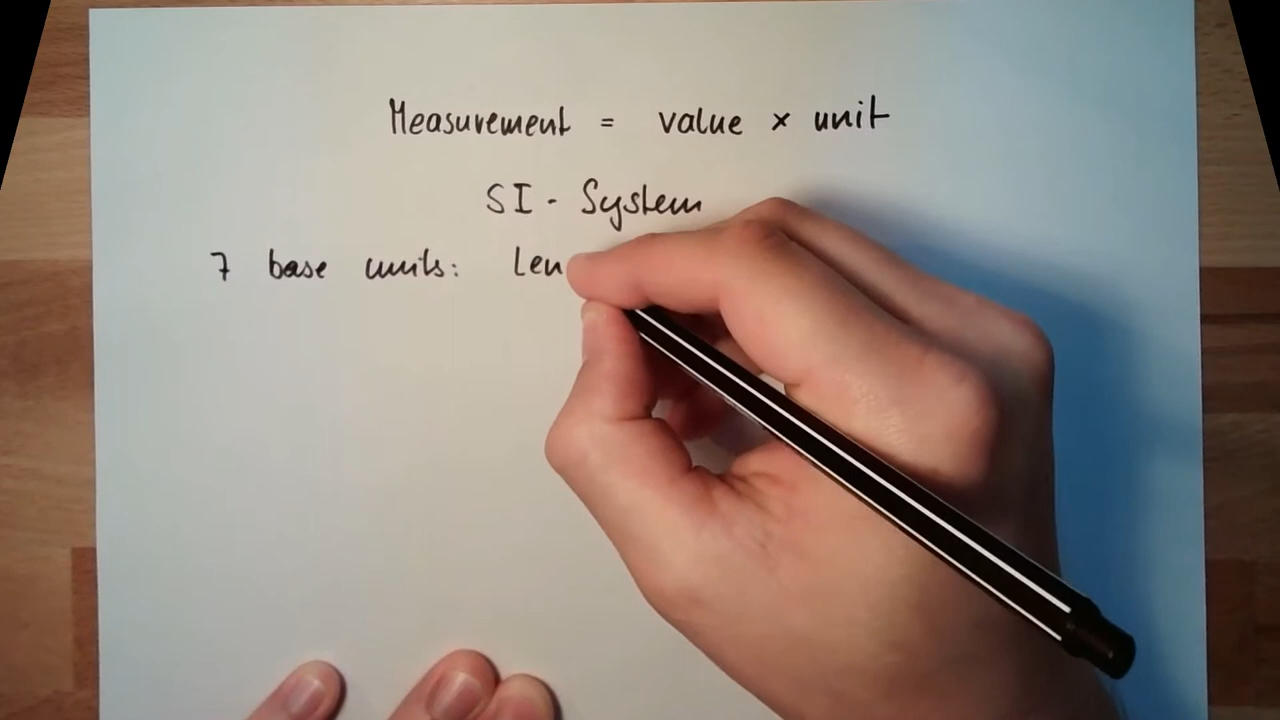 Measurement = value × unit
SI - System
7 base units: Len